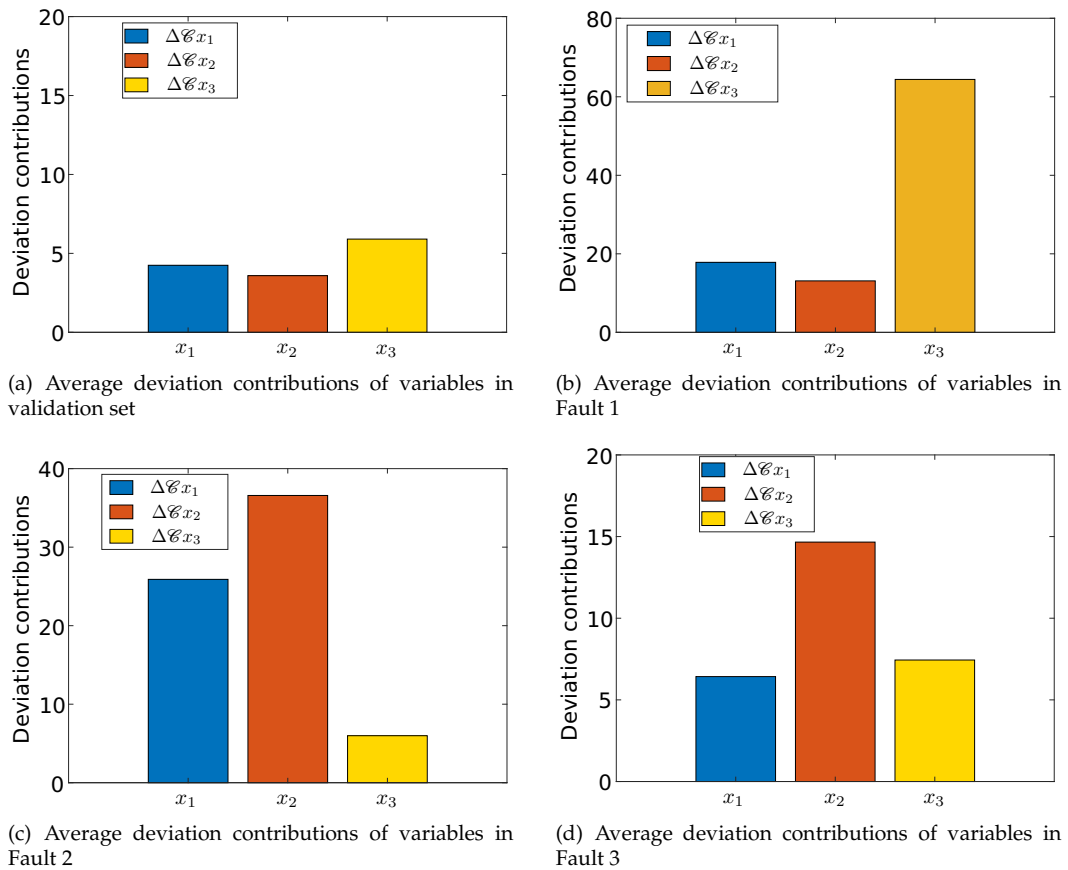 20
15
10
5
0
Deviation contributions
Δ𝒞x₁
Δ𝒞x₂
Δ𝒞x₃
x₁ x₂ x₃
(a) Average deviation contributions of variables in
validation set
80
60
40
20
0
Deviation contributions
Δ𝒞x₁
Δ𝒞x₂
Δ𝒞x₃
x₁ x₂ x₃
(b) Average deviation contributions of variables in
Fault 1
40
30
20
10
0
Deviation contributions
Δ𝒞x₁
Δ𝒞x₂
Δ𝒞x₃
x₁ x₂ x₃
(c) Average deviation contributions of variables in
Fault 2
20
15
10
5
0
Deviation contributions
Δ𝒞x₁
Δ𝒞x₂
Δ𝒞x₃
x₁ x₂ x₃
(d) Average deviation contributions of variables in
Fault 3